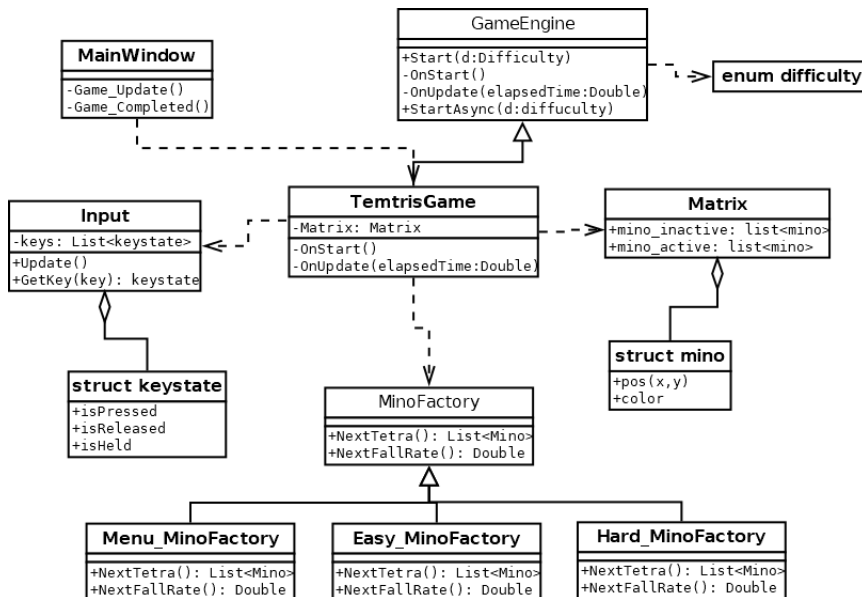 GameEngine
+Start(d:Difficulty)
-OnStart()
-OnUpdate(elapsedTime:Double)
+StartAsync(d:diffuculty)
MainWindow
-Game_Update()
-Game_Completed()
enum difficulty
Input
-keys: List<keystate>
+Update()
+GetKey(key): keystate
TemtrisGame
-Matrix: Matrix
-OnStart()
-OnUpdate(elapsedTime:Double)
Matrix
+mino_inactive: list<mino>
+mino_active: list<mino>
struct keystate
+isPressed
+isReleased
+isHeld
struct mino
+pos(x,y)
+color
MinoFactory
+NextTetra(): List<Mino>
+NextFallRate(): Double
Menu_MinoFactory
+NextTetra(): List<Mino>
+NextFallRate(): Double
Easy_MinoFactory
+NextTetra(): List<Mino>
+NextFallRate(): Double
Hard_MinoFactory
+NextTetra(): List<Mino>
+NextFallRate(): Double